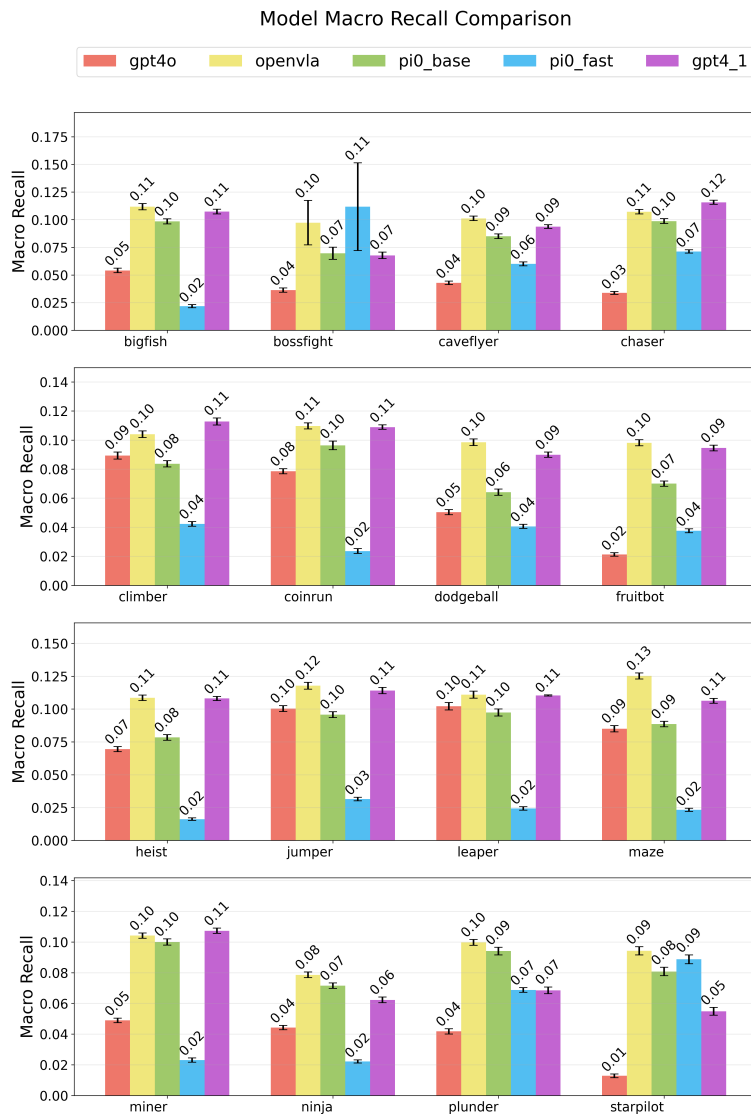 Model Macro Recall Comparison
gpt4o openvla pi0_base pi0_fast gpt4_1
Macro Recall
0.175
0.150
0.125
0.100
0.075
0.050
0.025
0.000
0.05 0.11 0.10 0.02 0.11
0.04 0.10 0.07 0.11 0.07
0.04 0.10 0.09 0.06 0.09
0.03 0.11 0.10 0.07 0.12
bigfish bossfight caveflyer chaser
Macro Recall
0.14
0.12
0.10
0.08
0.06
0.04
0.02
0.00
0.09 0.10 0.08 0.04 0.11
0.08 0.11 0.10 0.02 0.11
0.05 0.10 0.06 0.04 0.09
0.02 0.10 0.07 0.04 0.09
climber coinrun dodgeball fruitbot
Macro Recall
0.150
0.125
0.100
0.075
0.050
0.025
0.000
0.07 0.11 0.08 0.02 0.11
0.10 0.12 0.10 0.03 0.11
0.10 0.11 0.10 0.02 0.11
0.09 0.13 0.09 0.02 0.11
heist jumper leaper maze
Macro Recall
0.14
0.12
0.10
0.08
0.06
0.04
0.02
0.00
0.05 0.10 0.10 0.02 0.11
0.04 0.08 0.07 0.02 0.06
0.04 0.10 0.09 0.07 0.07
0.01 0.09 0.08 0.09 0.05
miner ninja plunder starpilot